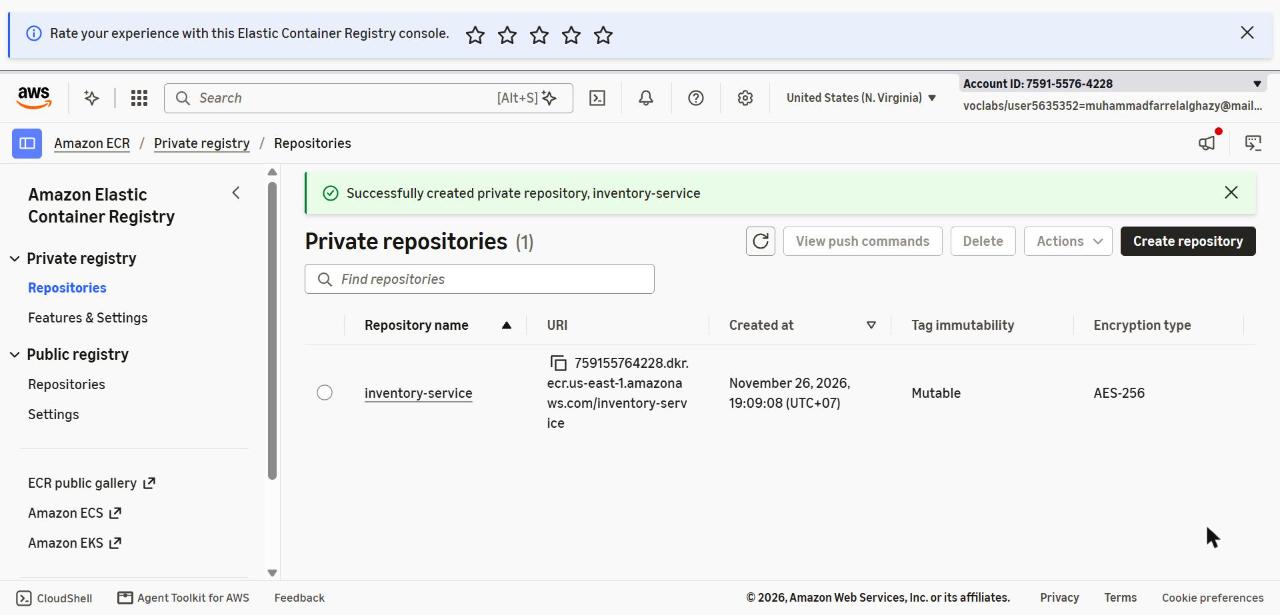 Rate your experience with this Elastic Container Registry console.
aws
Search
[Alt+S]
United States (N. Virginia)
Account ID: 7591-5576-4228
voclabs/user5635352=muhammadfarrelalghazy@mail...
Amazon ECR / Private registry / Repositories
Amazon Elastic
Container Registry
Private registry
Repositories
Features & Settings
Public registry
Repositories
Settings
ECR public gallery
Amazon ECS
Amazon EKS
Successfully created private repository, inventory-service
Private repositories (1)
View push commands
Delete
Actions
Create repository
Find repositories
Repository name
URI
Created at
Tag immutability
Encryption type
inventory-service
759155764228.dkr.
ecr.us-east-1.amazona
ws.com/inventory-serv
ice
November 26, 2026,
19:09:08 (UTC+07)
Mutable
AES-256
CloudShell
Agent Toolkit for AWS
Feedback
© 2026, Amazon Web Services, Inc. or its affiliates.
Privacy
Terms
Cookie preferences